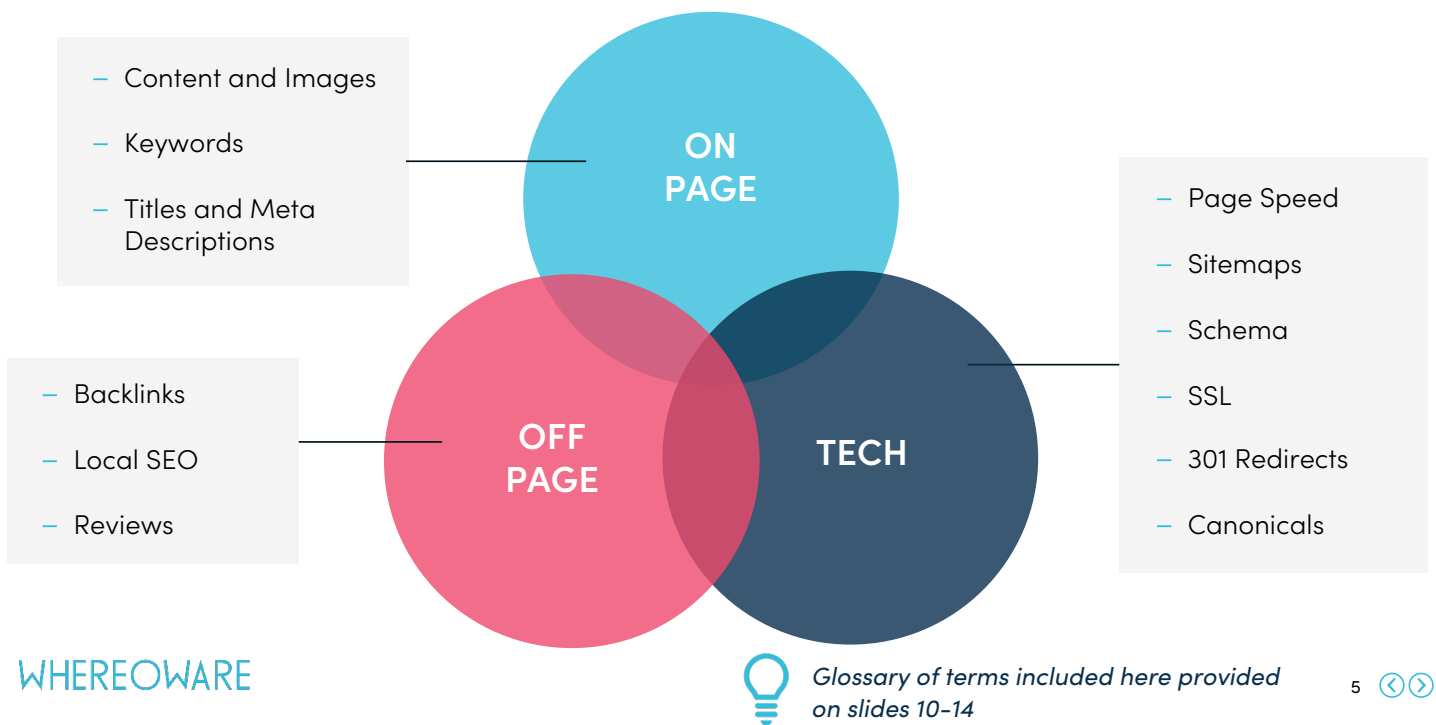 – Content and Images
– Keywords
– Titles and Meta
Descriptions
ON
PAGE
– Page Speed
– Sitemaps
– Schema
– SSL
– 301 Redirects
– Canonicals
– Backlinks
– Local SEO
– Reviews
OFF
PAGE
TECH
WHEREOWARE
Glossary of terms included here provided
on slides 10-14
5